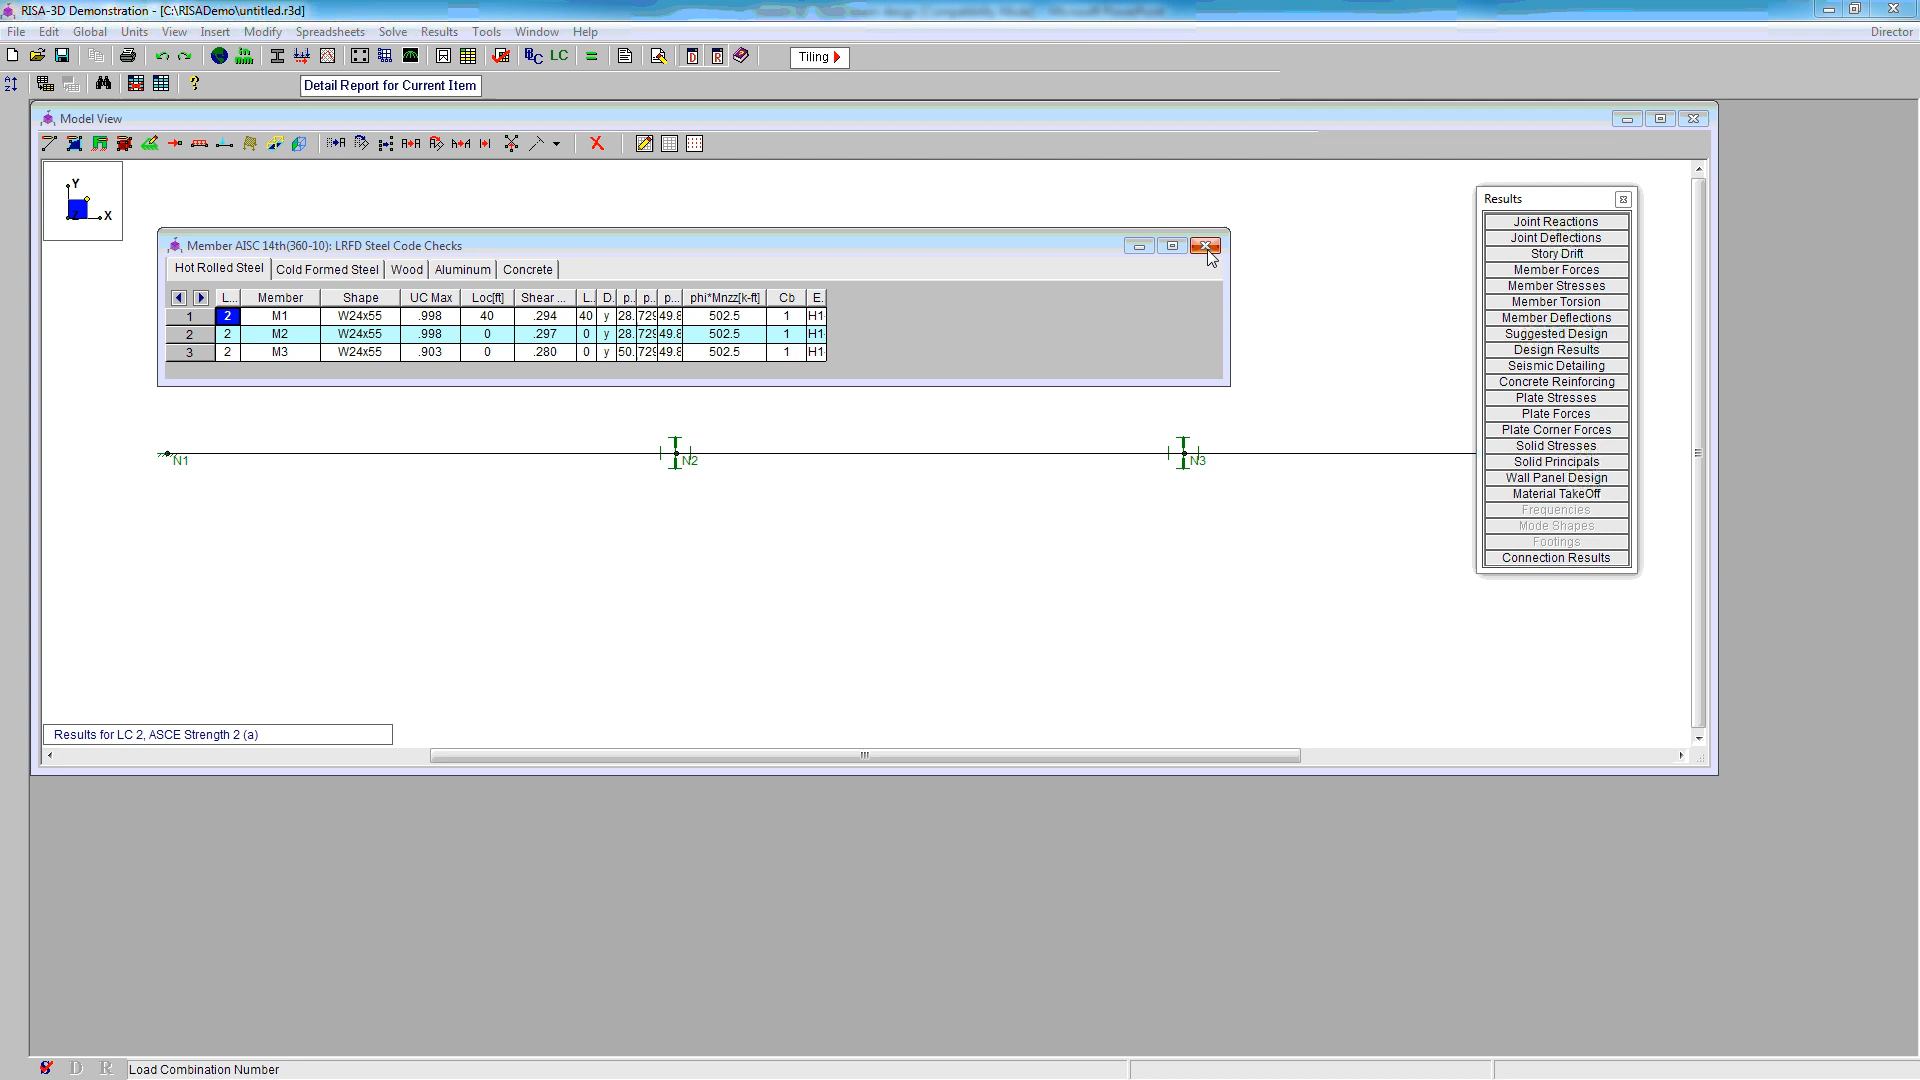 RISA-3D Demonstration - [C:\RISADemo\untitled.r3d]
File Edit Global Units View Insert Modify Spreadsheets Solve Results Tools Window Help Director
LC Tiling
Detail Report for Current Item
Model View
Y
X
Z
Results
Joint Reactions
Joint Deflections
Story Drift
Member Forces
Member Stresses
Member Torsion
Member Deflections
Suggested Design
Design Results
Seismic Detailing
Concrete Reinforcing
Plate Stresses
Plate Forces
Plate Corner Forces
Solid Stresses
Solid Principals
Wall Panel Design
Material TakeOff
Frequencies
Mode Shapes
Footings
Connection Results
Member AISC 14th(360-10): LRFD Steel Code Checks
Hot Rolled Steel Cold Formed Steel Wood Aluminum Concrete
L... Member Shape UC Max Loc[ft] Shear ... L.. D. p.. p.. p... phi*Mnzz[k-ft] Cb E.
1 2 M1 W24x55 .998 40 .294 40 y 28. 729 49.8 502.5 1 H1-
2 2 M2 W24x55 .998 0 .297 0 y 28. 729 49.8 502.5 1 H1-
3 2 M3 W24x55 .903 0 .280 0 y 50. 729 49.8 502.5 1 H1-
N1 N2 N3
Results for LC 2, ASCE Strength 2 (a)
D R Load Combination Number